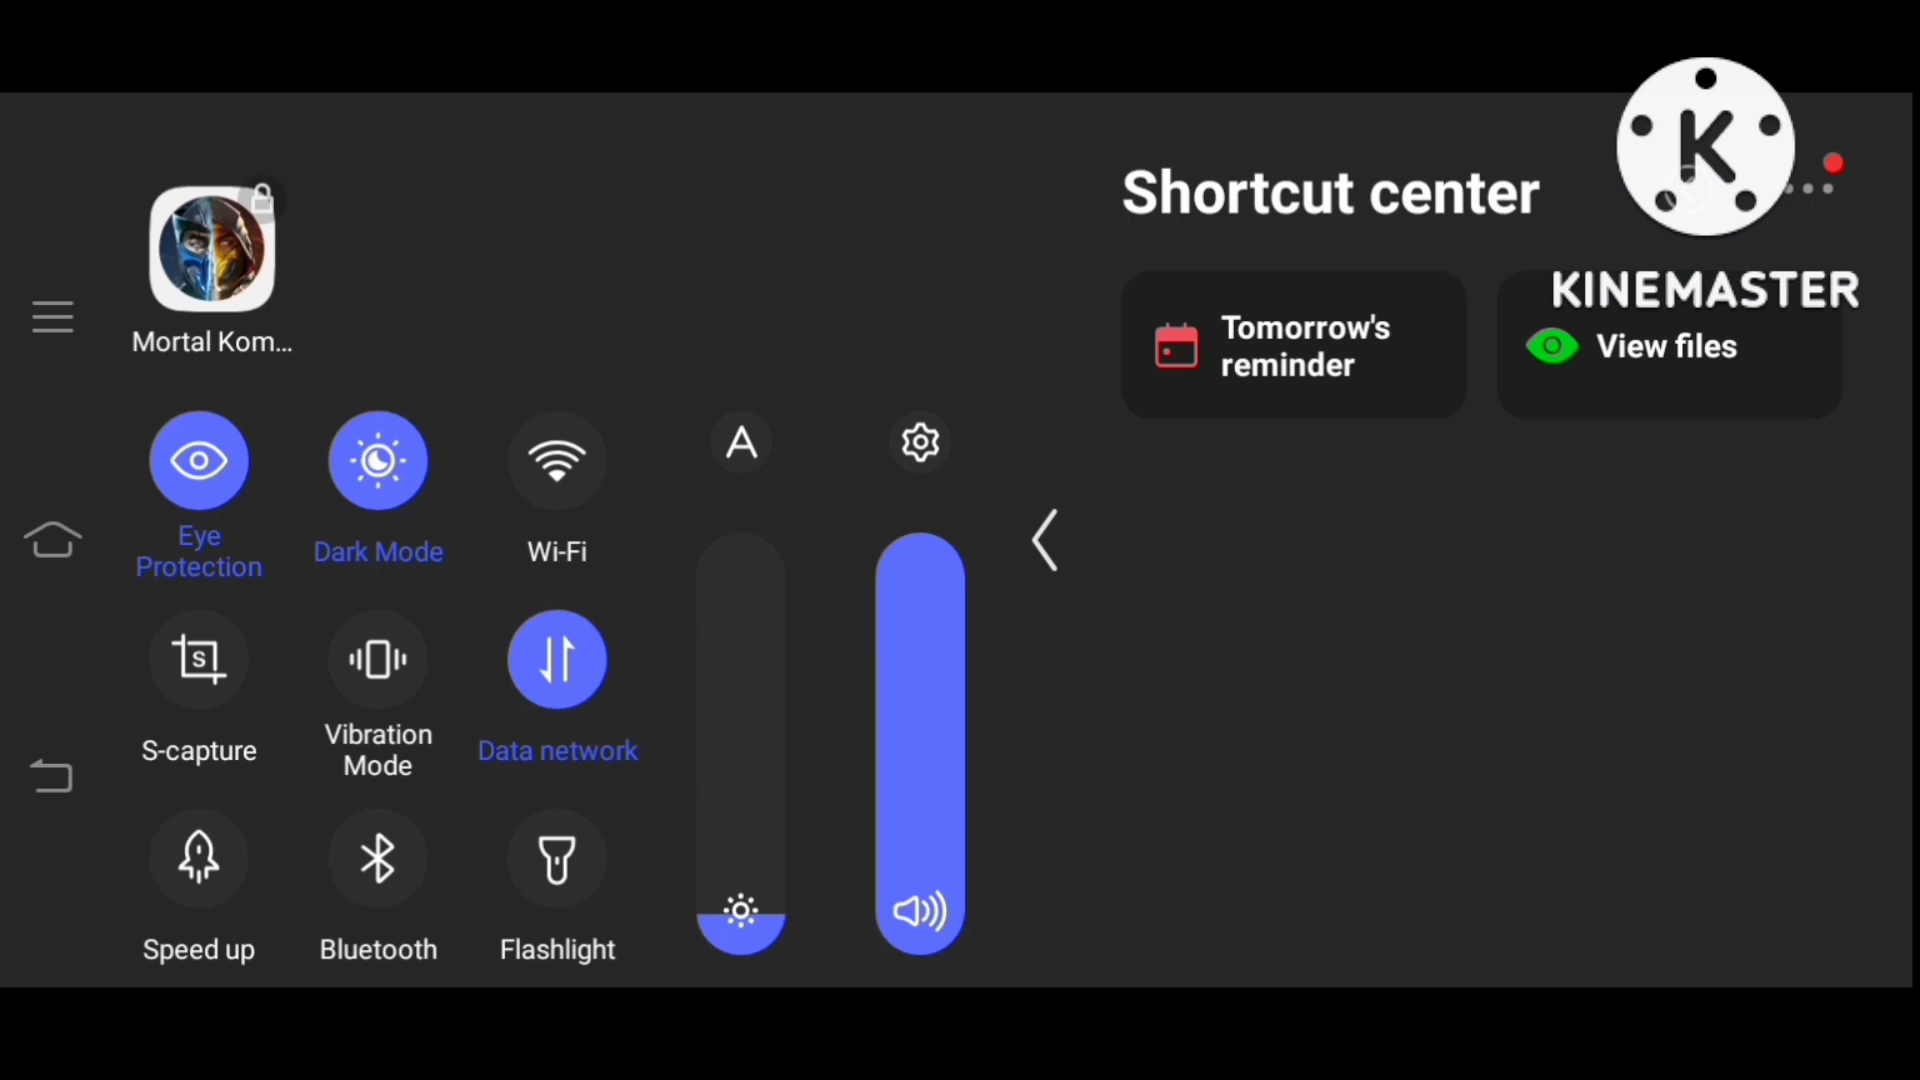 Shortcut center
K
KINEMASTER
Mortal Kom...
Tomorrow's
reminder
View files
A
Eye
Protection
Dark Mode
Wi-Fi
S
S-capture
Vibration
Mode
Data network
Speed up
Bluetooth
Flashlight